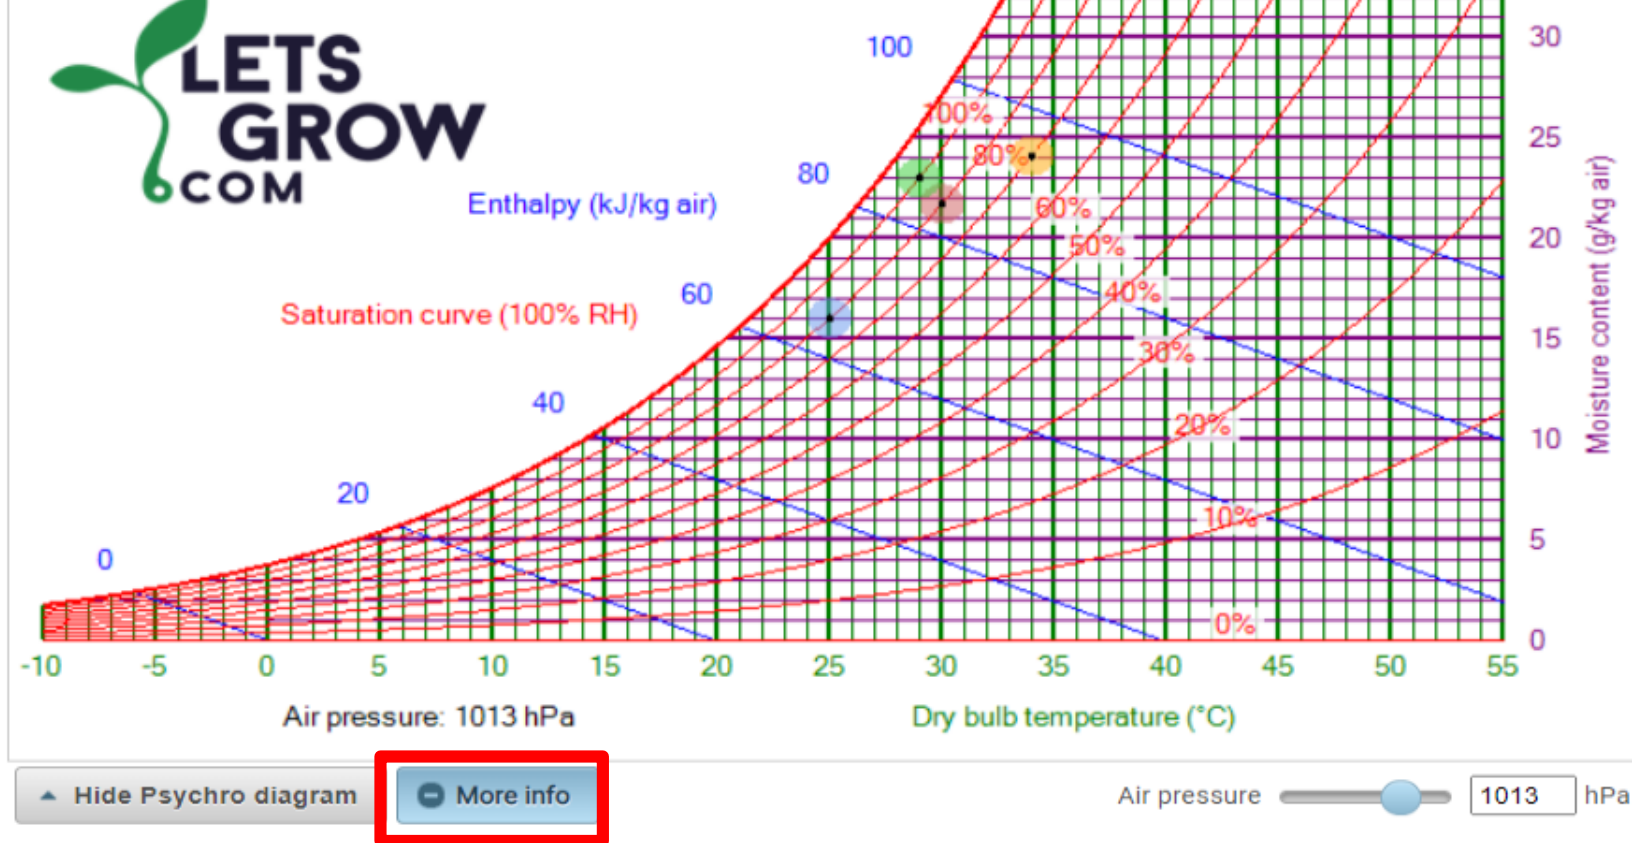 LETS
GROW
COM
Enthalpy (kJ/kg air)
Saturation curve (100% RH)
100
80
60
40
20
0
100%
80%
60%
50%
40%
30%
20%
10%
0%
30
25
20
15
10
5
0
Moisture content (g/kg air)
-10 -5 0 5 10 15 20 25 30 35 40 45 50 55
Air pressure: 1013 hPa Dry bulb temperature (°C)
Hide Psychro diagram More info Air pressure 1013 hPa